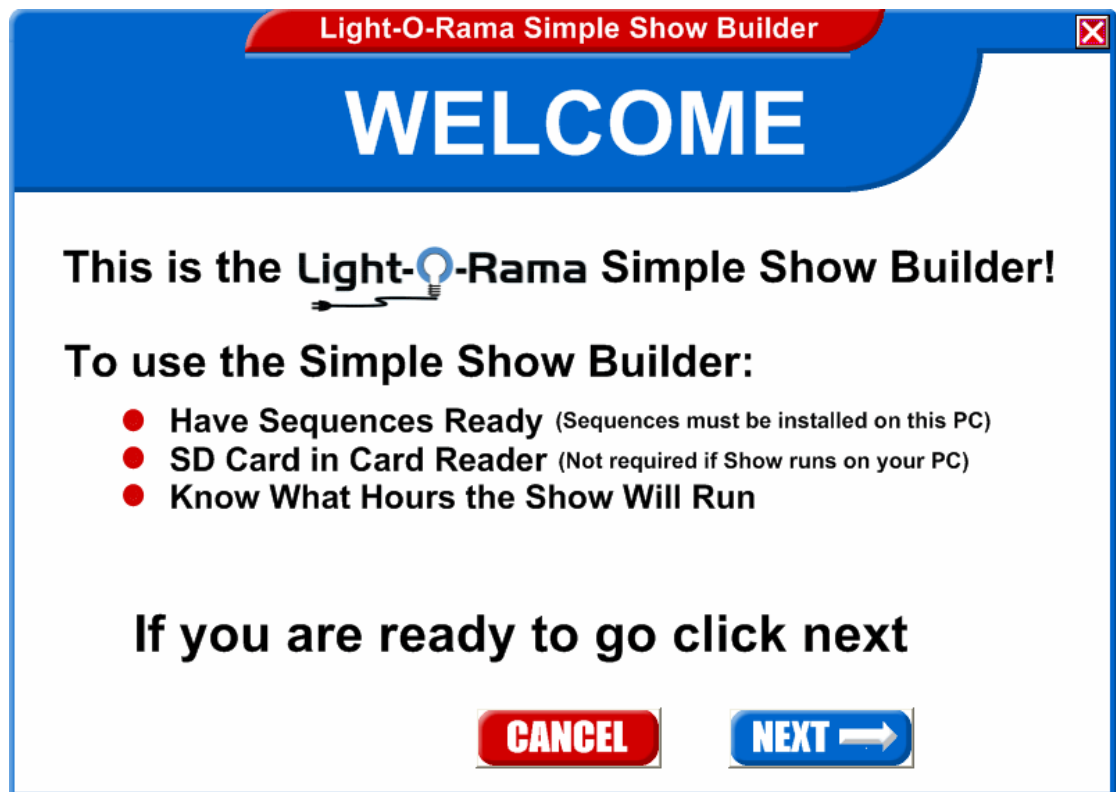 Light-O-Rama Simple Show Builder
WELCOME
This is the Light-O-Rama Simple Show Builder!
To use the Simple Show Builder:
Have Sequences Ready (Sequences must be installed on this PC)
SD Card in Card Reader (Not required if Show runs on your PC)
Know What Hours the Show Will Run
If you are ready to go click next
CANCEL NEXT